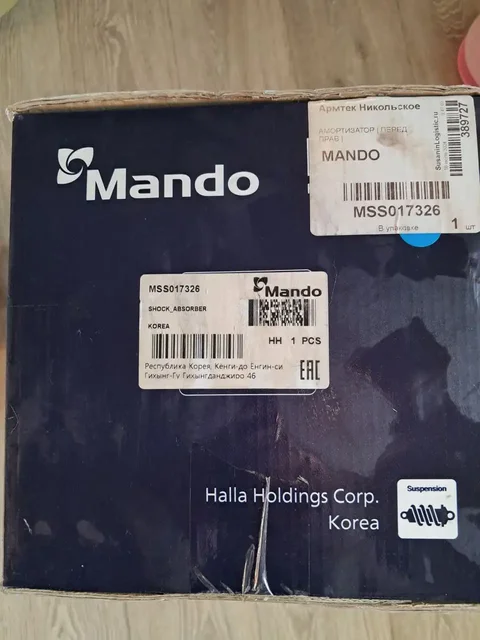 Армтек Никольское
АМОРТИЗАТОР | ПЕРЕД
ПРАВ |
MANDO
MSS017326
В упаковке 1 шт
SusaninLogistic.ru
389727
Mando
MSS017326
Mando
SHOCK_ABSORBER
KOREA
HH 1 PCS
Республика Корея, Кенги-до Енгин-си
Гихынг-Гу Гихынгданджиро 46
EAC
Halla Holdings Corp.
Korea
Suspension